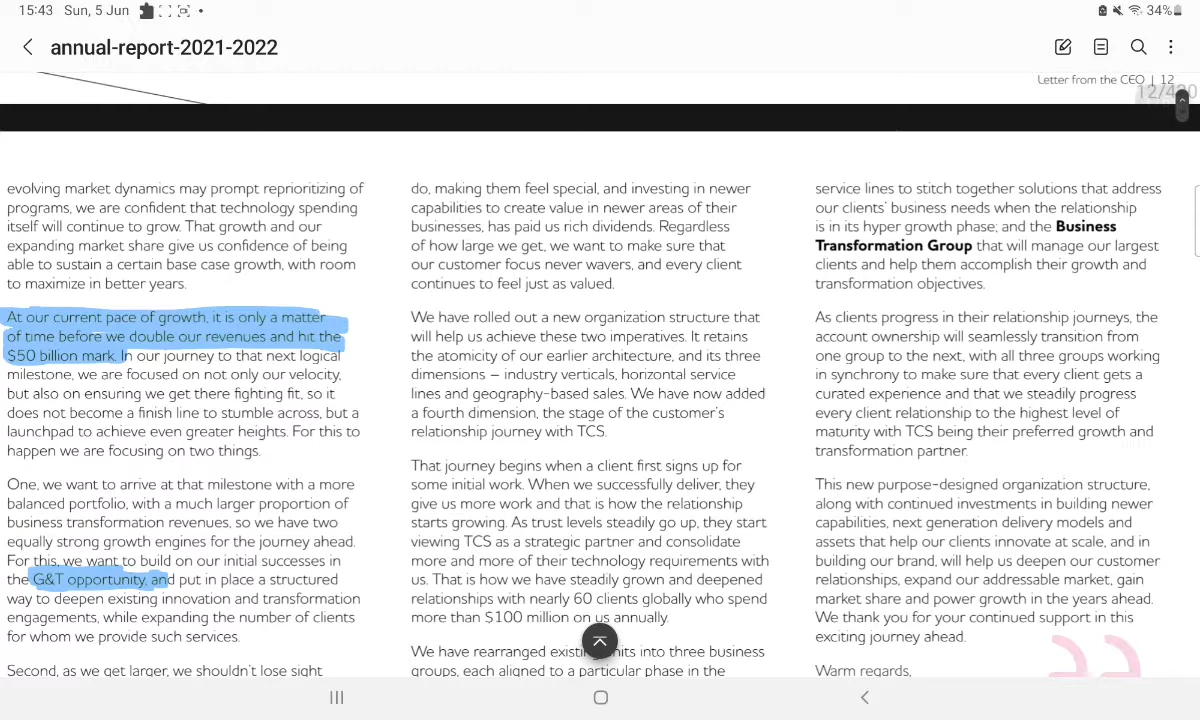 15:43 Sun, 5 Jun
34%
annual-report-2021-2022
Letter from the CEO | 12
evolving market dynamics may prompt reprioritizing of
programs, we are confident that technology spending
itself will continue to grow. That growth and our
expanding market share give us confidence of being
able to sustain a certain base case growth, with room
to maximize in better years.
At our current pace of growth, it is only a matter
of time before we double our revenues and hit the
$50 billion mark. In our journey to that next logical
milestone, we are focused on not only our velocity,
but also on ensuring we get there fighting fit, so it
does not become a finish line to stumble across, but a
launchpad to achieve even greater heights. For this to
happen we are focusing on two things.
One, we want to arrive at that milestone with a more
balanced portfolio, with a much larger proportion of
business transformation revenues, so we have two
equally strong growth engines for the journey ahead.
For this, we want to build on our initial successes in
the G&T opportunity, and put in place a structured
way to deepen existing innovation and transformation
engagements, while expanding the number of clients
for whom we provide such services.
Second, as we get larger, we shouldn't lose sight
do, making them feel special, and investing in newer
capabilities to create value in newer areas of their
businesses, has paid us rich dividends. Regardless
of how large we get, we want to make sure that
our customer focus never wavers, and every client
continues to feel just as valued.
We have rolled out a new organization structure that
will help us achieve these two imperatives. It retains
the atomicity of our earlier architecture, and its three
dimensions – industry verticals, horizontal service
lines and geography-based sales. We have now added
a fourth dimension, the stage of the customer's
relationship journey with TCS.
That journey begins when a client first signs up for
some initial work. When we successfully deliver, they
give us more work and that is how the relationship
starts growing. As trust levels steadily go up, they start
viewing TCS as a strategic partner and consolidate
more and more of their technology requirements with
us. That is how we have steadily grown and deepened
relationships with nearly 60 clients globally who spend
more than $100 million on us annually.
We have rearranged existing units into three business
groups, each aligned to a particular phase in the
service lines to stitch together solutions that address
our clients' business needs when the relationship
is in its hyper growth phase; and the Business
Transformation Group that will manage our largest
clients and help them accomplish their growth and
transformation objectives.
As clients progress in their relationship journeys, the
account ownership will seamlessly transition from
one group to the next, with all three groups working
in synchrony to make sure that every client gets a
curated experience and that we steadily progress
every client relationship to the highest level of
maturity with TCS being their preferred growth and
transformation partner.
This new purpose-designed organization structure,
along with continued investments in building newer
capabilities, next generation delivery models and
assets that help our clients innovate at scale, and in
building our brand, will help us deepen our customer
relationships, expand our addressable market, gain
market share and power growth in the years ahead.
We thank you for your continued support in this
exciting journey ahead.
Warm regards,